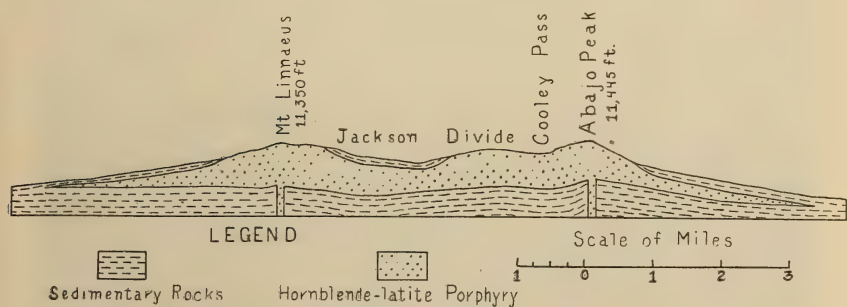 Mt Linnaeus
11,350 ft
Jackson Divide
Cooley Pass
Abajo Peak
11,445 ft.
LEGEND
Scale of Miles
Sedimentary Rocks
Hornblende-latite Porphyry
1 0 1 2 3